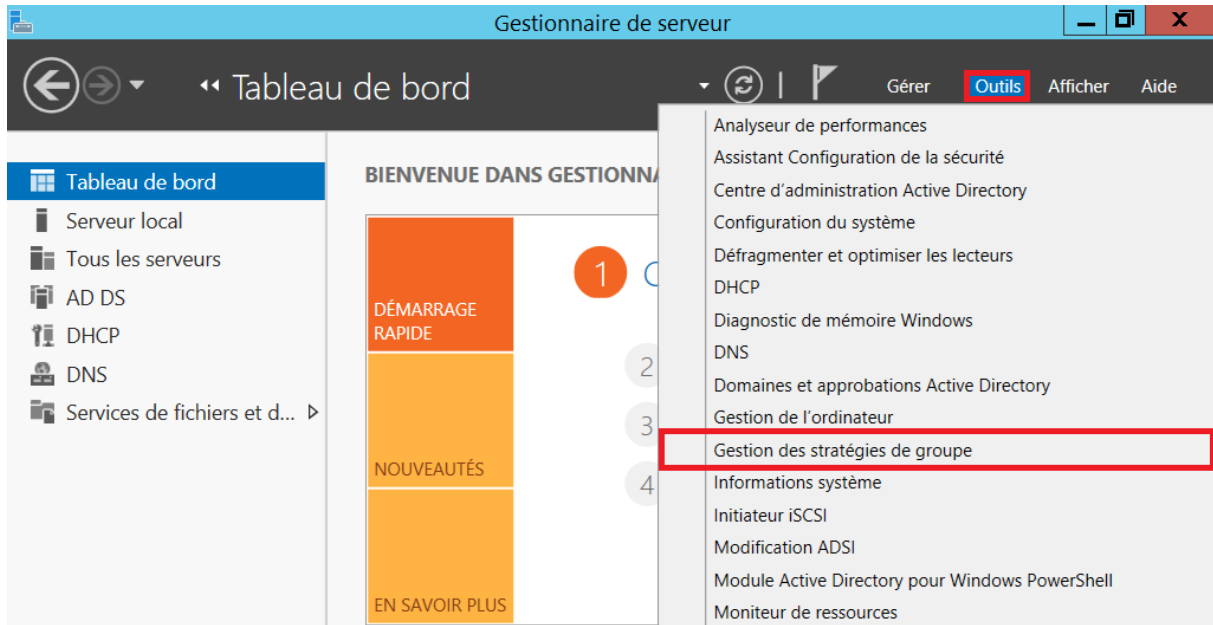 Gestionnaire de serveur
Tableau de bord
Gérer Outils Afficher Aide
Tableau de bord
Serveur local
Tous les serveurs
AD DS
DHCP
DNS
Services de fichiers et d...
BIENVENUE DANS GESTIONNA
DÉMARRAGE
RAPIDE
NOUVEAUTÉS
EN SAVOIR PLUS
1
2
3
4
Analyseur de performances
Assistant Configuration de la sécurité
Centre d'administration Active Directory
Configuration du système
Défragmenter et optimiser les lecteurs
DHCP
Diagnostic de mémoire Windows
DNS
Domaines et approbations Active Directory
Gestion de l'ordinateur
Gestion des stratégies de groupe
Informations système
Initiateur iSCSI
Modification ADSI
Module Active Directory pour Windows PowerShell
Moniteur de ressources